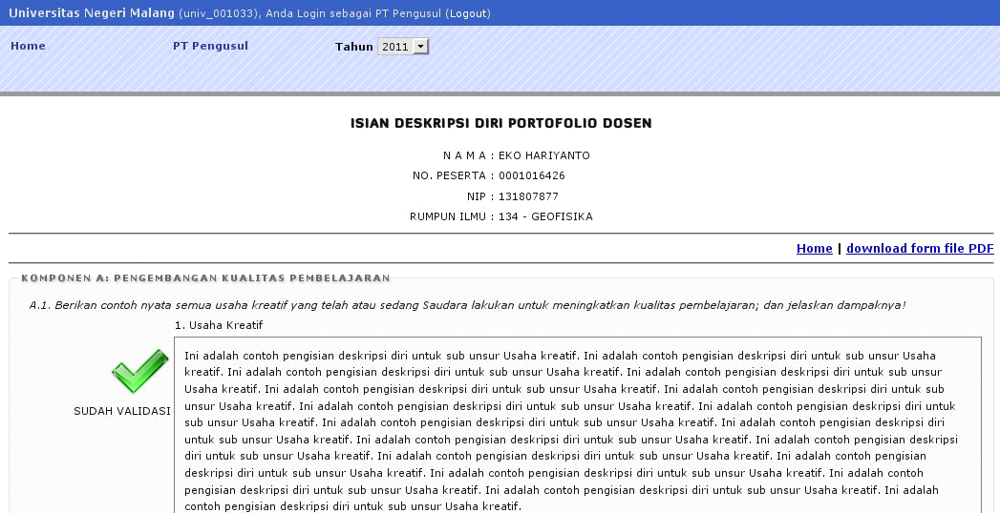 Universitas Negeri Malang (univ_001033), Anda Login sebagai PT Pengusul (Logout)
Home PT Pengusul Tahun 2011
ISIAN DESKRIPSI DIRI PORTOFOLIO DOSEN
N A M A : EKO HARIYANTO
NO. PESERTA : 0001016426
NIP : 131807877
RUMPUN ILMU : 134 - GEOFISIKA
Home | download form file PDF
KOMPONEN A: PENGEMBANGAN KUALITAS PEMBELAJARAN
A.1. Berikan contoh nyata semua usaha kreatif yang telah atau sedang Saudara lakukan untuk meningkatkan kualitas pembelajaran; dan jelaskan dampaknya!
1. Usaha Kreatif
SUDAH VALIDASI
Ini adalah contoh pengisian deskripsi diri untuk sub unsur Usaha kreatif. Ini adalah contoh pengisian deskripsi diri untuk sub unsur Usaha
kreatif. Ini adalah contoh pengisian deskripsi diri untuk sub unsur Usaha kreatif. Ini adalah contoh pengisian deskripsi diri untuk sub unsur
Usaha kreatif. Ini adalah contoh pengisian deskripsi diri untuk sub unsur Usaha kreatif. Ini adalah contoh pengisian deskripsi diri untuk sub
unsur Usaha kreatif. Ini adalah contoh pengisian deskripsi diri untuk sub unsur Usaha kreatif. Ini adalah contoh pengisian deskripsi diri untuk
sub unsur Usaha kreatif. Ini adalah contoh pengisian deskripsi diri untuk sub unsur Usaha kreatif. Ini adalah contoh pengisian deskripsi diri
untuk sub unsur Usaha kreatif. Ini adalah contoh pengisian deskripsi diri untuk sub unsur Usaha kreatif. Ini adalah contoh pengisian deskripsi
diri untuk sub unsur Usaha kreatif. Ini adalah contoh pengisian deskripsi diri untuk sub unsur Usaha kreatif. Ini adalah contoh pengisian
deskripsi diri untuk sub unsur Usaha kreatif. Ini adalah contoh pengisian deskripsi diri untuk sub unsur Usaha kreatif. Ini adalah contoh
pengisian deskripsi diri untuk sub unsur Usaha kreatif. Ini adalah contoh pengisian deskripsi diri untuk sub unsur Usaha kreatif. Ini adalah
contoh pengisian deskripsi diri untuk sub unsur Usaha kreatif.